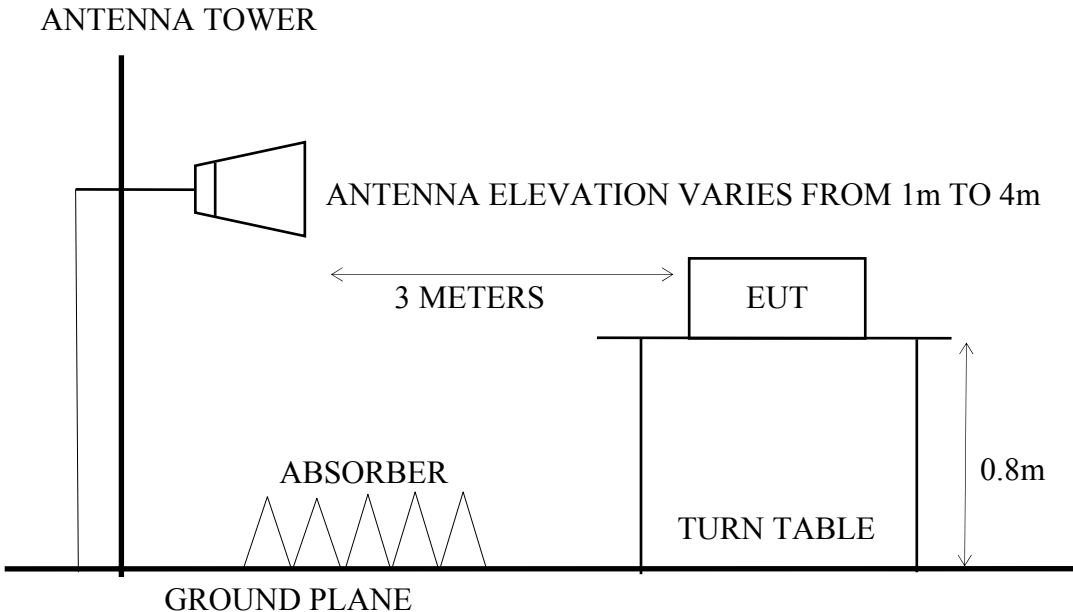 ANTENNA TOWER
ANTENNA ELEVATION VARIES FROM 1m TO 4m
3 METERS
EUT
ABSORBER
0.8m
TURN TABLE
GROUND PLANE